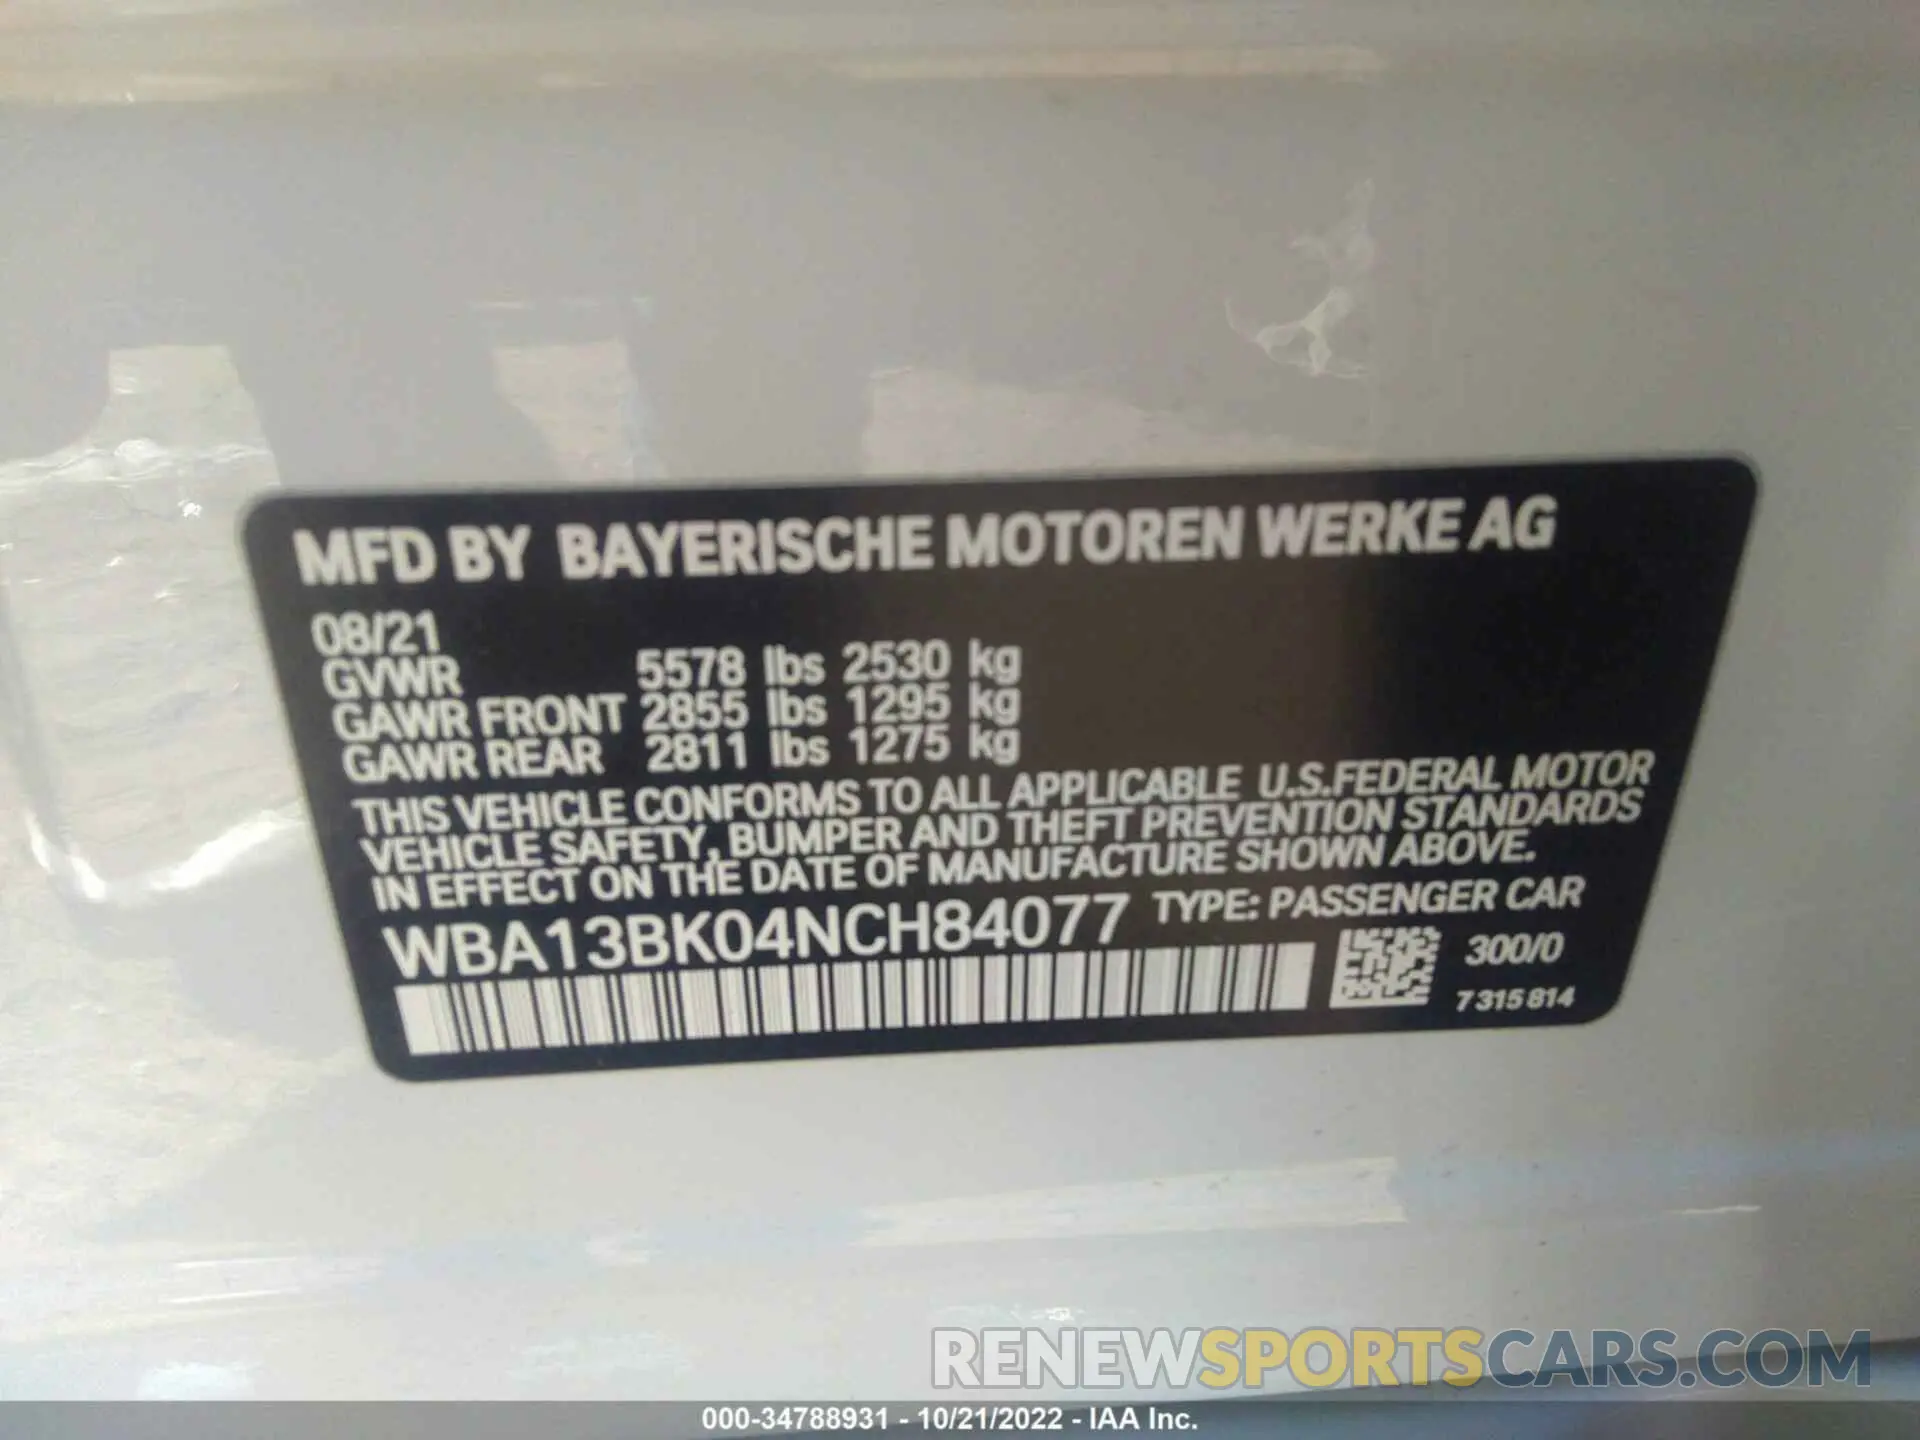 MFD BY BAYERISCHE MOTOREN WERKE AG
08/21
GVWR 5578 lbs 2530 kg
GAWR FRONT 2855 lbs 1295 kg
GAWR REAR 2811 lbs 1275 kg
THIS VEHICLE CONFORMS TO ALL APPLICABLE U.S.FEDERAL MOTOR
VEHICLE SAFETY, BUMPER AND THEFT PREVENTION STANDARDS
IN EFFECT ON THE DATE OF MANUFACTURE SHOWN ABOVE.
WBA13BK04NCH84077 TYPE: PASSENGER CAR
300/0
7315814
RENEWSPORTSCARS.COM
000-34788931 - 10/21/2022 - IAA Inc.